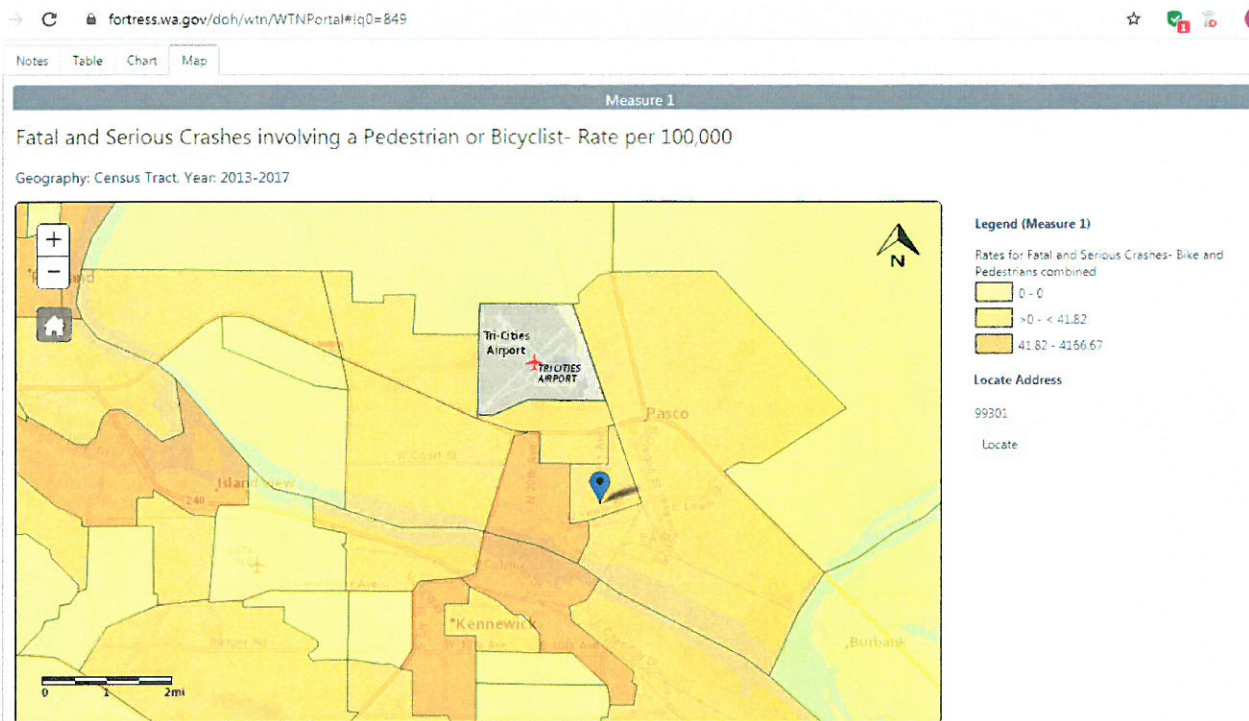 fortress.wa.gov/doh/wtn/WTNPortal#!q0=849
1
Notes Table Chart Map
Measure 1
Fatal and Serious Crashes involving a Pedestrian or Bicyclist- Rate per 100,000
Geography: Census Tract. Year: 2013-2017
+
−
N
Tri-Cities
Airport
TRI CITIES
AIRPORT
Pasco
W Court St
Island View
240
Kennewick
Burbank
0 1 2mi
Legend (Measure 1)
Rates for Fatal and Serious Crashes- Bike and
Pedestrians combined
0 - 0
>0 - < 41.82
41.82 - 4166.67
Locate Address
99301
Locate